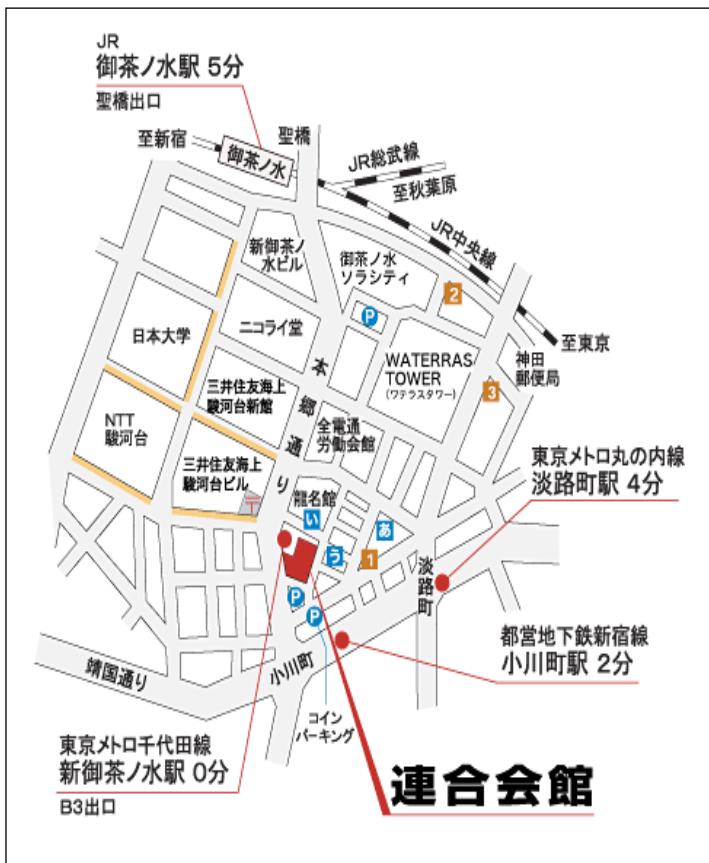 JR
御茶ノ水駅 5分
聖橋出口
至新宿
聖橋
御茶ノ水
JR総武線
至秋葉原
JR中央線
新御茶ノ
水ビル
御茶ノ水
ソラシティ
2
P
至東京
日本大学
ニコライ堂
WATERRAS
TOWER
(ワテラスタワー)
神田
郵便局
3
本郷通り
三井住友海上
駿河台新館
NTT
駿河台
全電通
労働会館
三井住友海上
駿河台ビル
〒
東京メトロ丸の内線
淡路町駅 4分
龍名館
い
あ
う
1
淡路町
P
P
都営地下鉄新宿線
小川町駅 2分
小川町
靖国通り
コイン
パーキング
東京メトロ千代田線
新御茶ノ水駅 0分
B3出口
連合会館